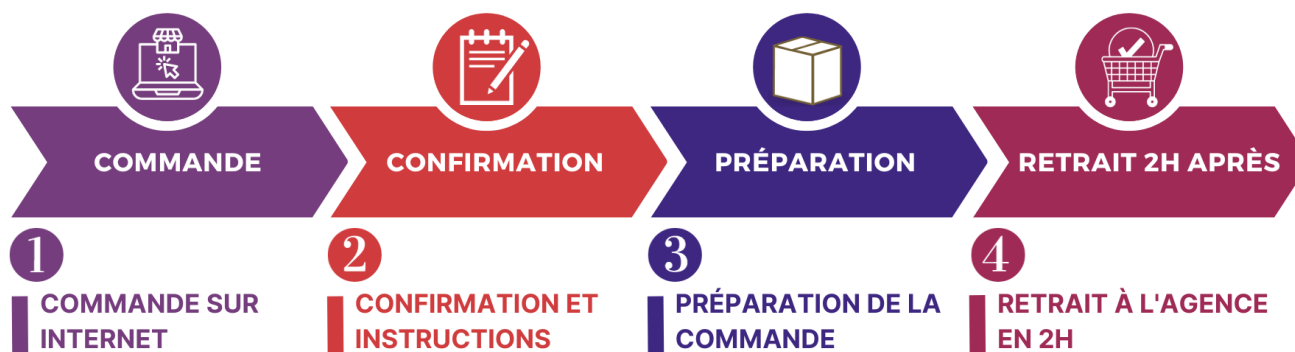 COMMANDE
CONFIRMATION
PRÉPARATION
RETRAIT 2H APRÈS
1
COMMANDE SUR
INTERNET
2
CONFIRMATION ET
INSTRUCTIONS
3
PRÉPARATION DE LA
COMMANDE
4
RETRAIT À L'AGENCE
EN 2H